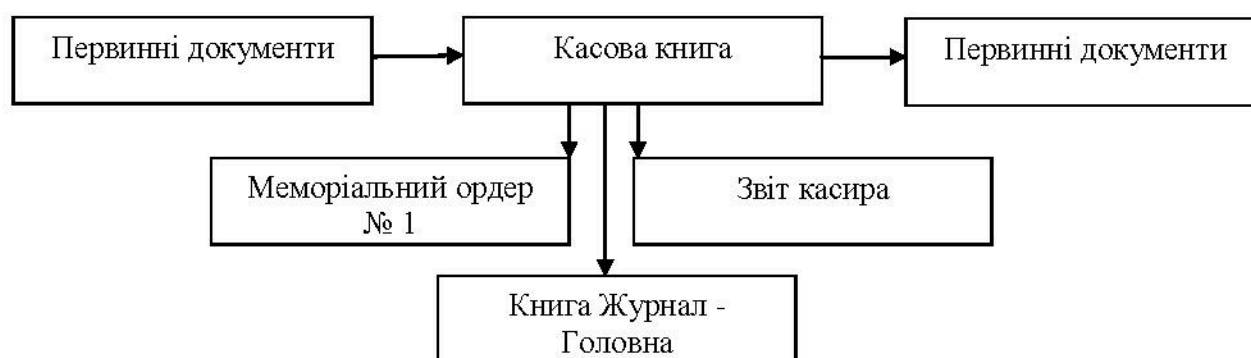 Первинні документи
Касова книга
Первинні документи
Меморіальний ордер
№ 1
Звіт касира
Книга Журнал -
Головна